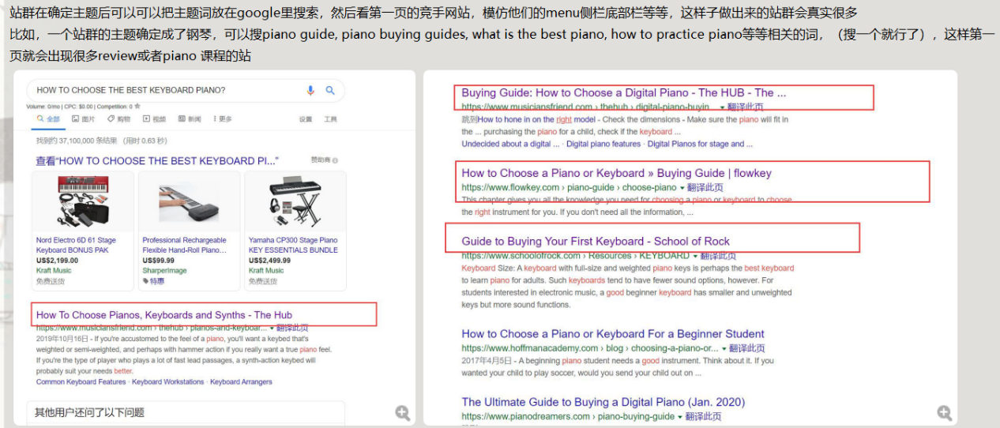 站群在确定主题后可以可以把主题词放在google里搜索，然后看第一页的竞手网站，模仿他们的menu侧栏底部栏等等，这样子做出来的站群会真实很多
比如，一个站群的主题确定成了钢琴，可以搜piano guide, piano buying guides, what is the best piano, how to practice piano等等相关的词，（搜一个就行了），这样第一
页就会出现很多review或者piano 课程的站
HOW TO CHOOSE THE BEST KEYBOARD PIANO?
Volume: 0/mo | CPC: $0.00 | Competition: 0
全部 图片 购物 视频 新闻 更多 设置 工具
找到约 37,100,000 条结果 （用时 0.63 秒）
查看“HOW TO CHOOSE THE BEST KEYBOARD PI...” 赞助商
Nord Electro 6D 61 Stage
Keyboard BONUS PAK
US$2,199.00
Kraft Music
免费送货
Professional Rechargeable
Flexible Hand-Roll Piano…
US$99.99
SharperImage
特惠
Yamaha CP300 Stage Piano
KEY ESSENTIALS BUNDLE
US$2,499.99
Kraft Music
免费送货
How To Choose Pianos, Keyboards and Synths - The Hub
https://www.musiciansfriend.com › thehub › pianos-and-keyboar... 翻译此页
2019年10月16日 - If you're accustomed to the feel of a piano, you'll want a keybed that's
weighted or semi-weighted, and perhaps with hammer action if you really want a true piano feel.
If you're the type of player who plays a lot of fast lead passages, a synth-action keybed will
probably suit your needs better.
Common Keyboard Features · Keyboard Workstations · Keyboard Arrangers
其他用户还问了以下问题
Buying Guide: How to Choose a Digital Piano - The HUB - The ...
https://www.musiciansfriend.com › thehub › digital-piano-buyin... 翻译此页
跳到How to hone in on the right model - Check the dimensions - Make sure the piano will fit in
the ... purchasing the piano for a child, check if the keyboard ...
Undecided about a digital ... · Digital piano features · Digital Pianos for stage and ...
How to Choose a Piano or Keyboard » Buying Guide | flowkey
https://www.flowkey.com › piano-guide › choose-piano 翻译此页
This chapter gives you all the knowledge you need for choosing a piano or keyboard to choose
the right instrument for you. If you don't need all the information, ...
Guide to Buying Your First Keyboard - School of Rock
https://www.schoolofrock.com › Resources › KEYBOARD 翻译此页
Keyboard Size: A keyboard with full-size and weighted piano keys is perhaps the best keyboard
to learn piano for adults. Such keyboards tend to have fewer sound options, however. For
students interested in electronic music, a good beginner keyboard has smaller and unweighted
keys but more sound functions.
How to Choose a Piano or Keyboard For a Beginner Student
https://www.hoffmanacademy.com › blog › choosing-a-piano-or... 翻译此页
2017年4月5日 - A beginning piano student needs a good instrument. Think about it. If you
wanted your child to play soccer, would you send your child out on ...
The Ultimate Guide to Buying a Digital Piano (Jan. 2020)
https://www.pianodreamers.com › piano-buying-guide 翻译此页